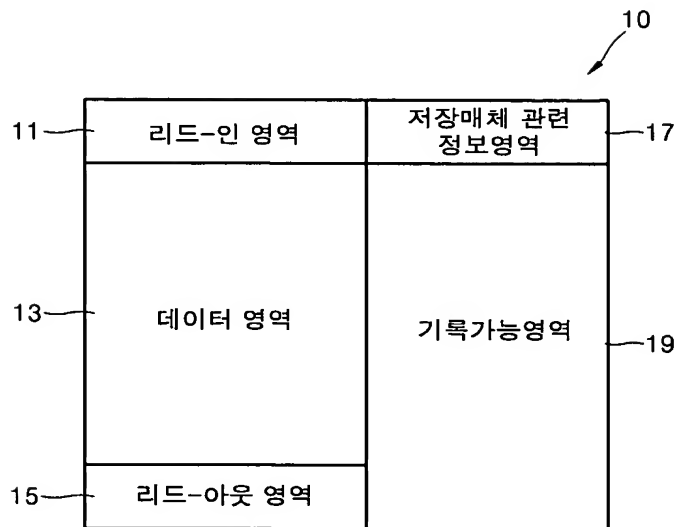 10
11
리드-인 영역
저장매체 관련
정보영역
17
13
데이터 영역
기록가능영역
19
15
리드-아웃 영역